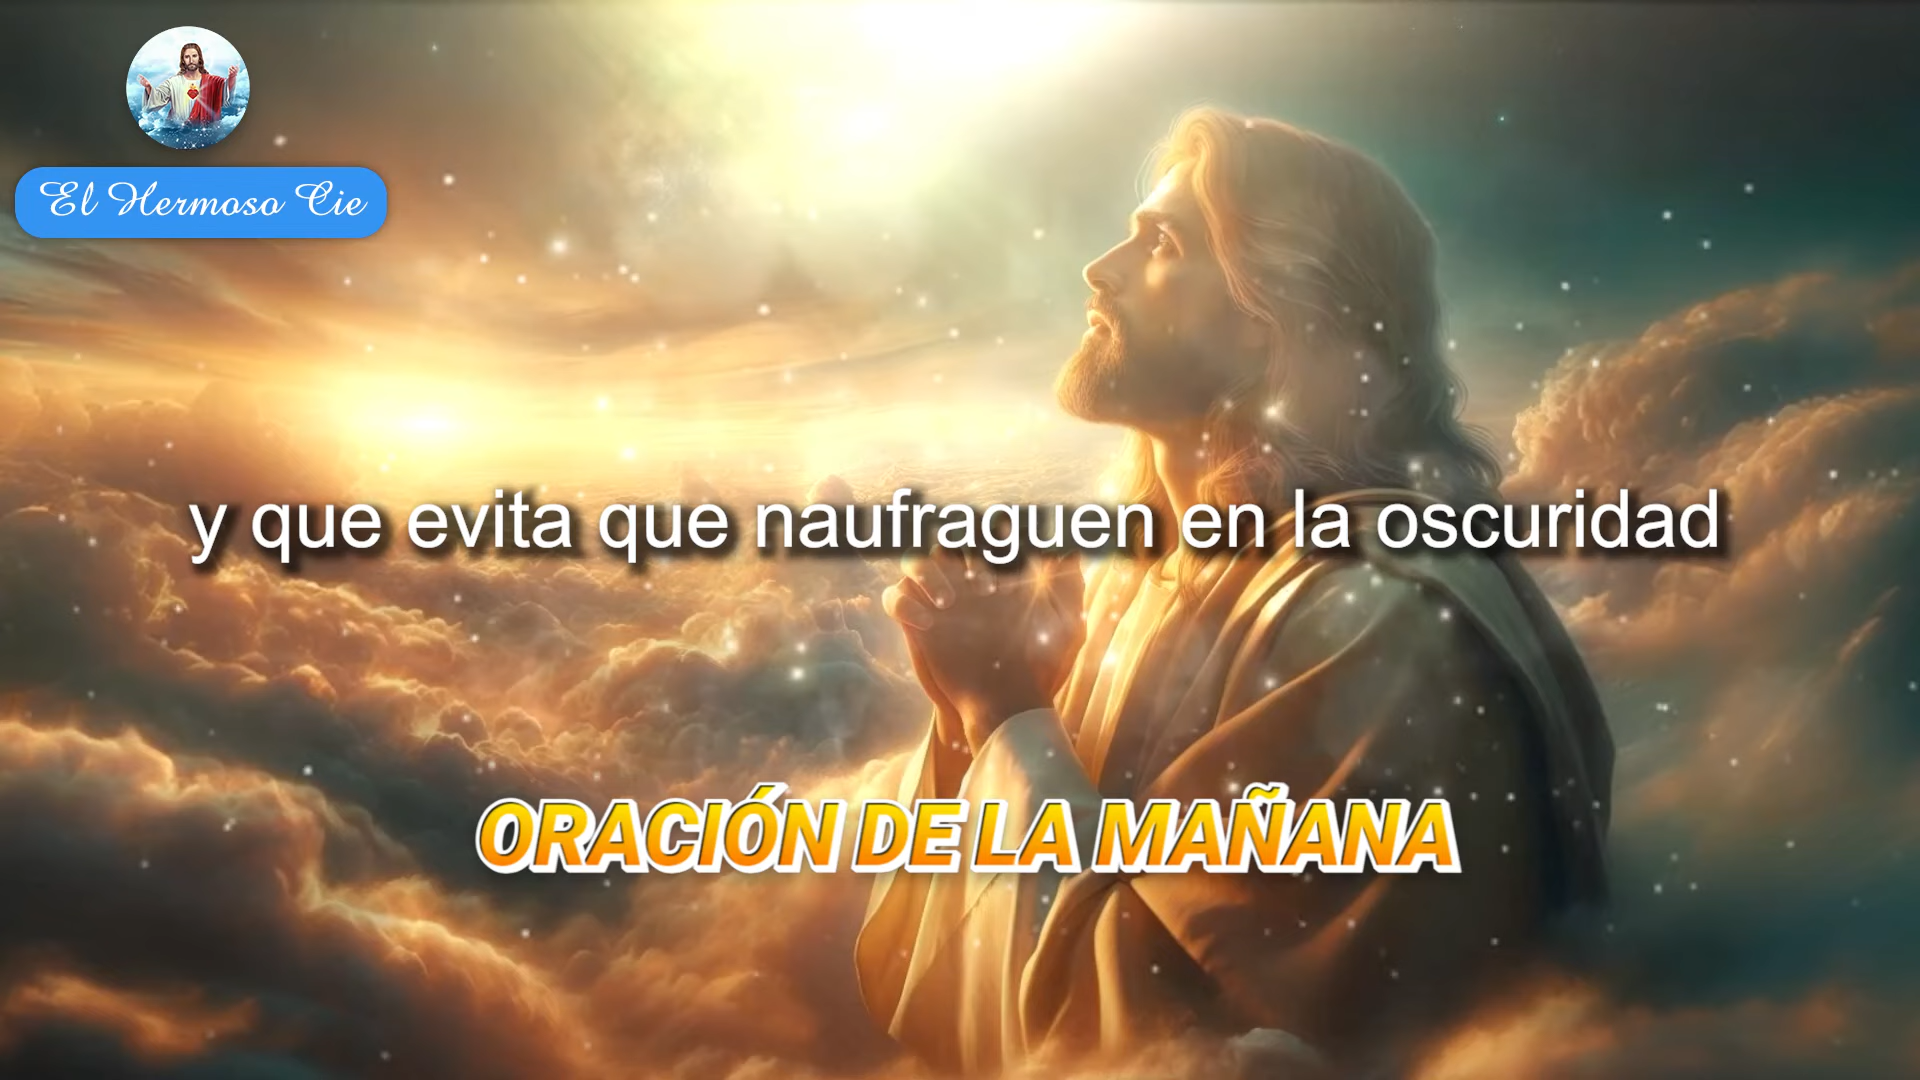 El Hermoso Cie
y que evita que naufraguen en la oscuridad
ORACIÓN DE LA MAÑANA